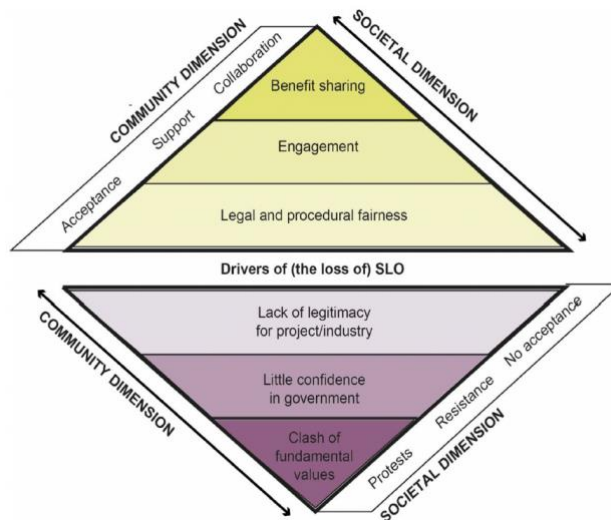 COMMUNITY DIMENSION
SOCIETAL DIMENSION
Collaboration
Support
Acceptance
Benefit sharing
Engagement
Legal and procedural fairness
Drivers of (the loss of) SLO
COMMUNITY DIMENSION
Lack of legitimacy
for project/industry
Little confidence
in government
Clash of
fundamental
values
No acceptance
Resistance
Protests
SOCIETAL DIMENSION